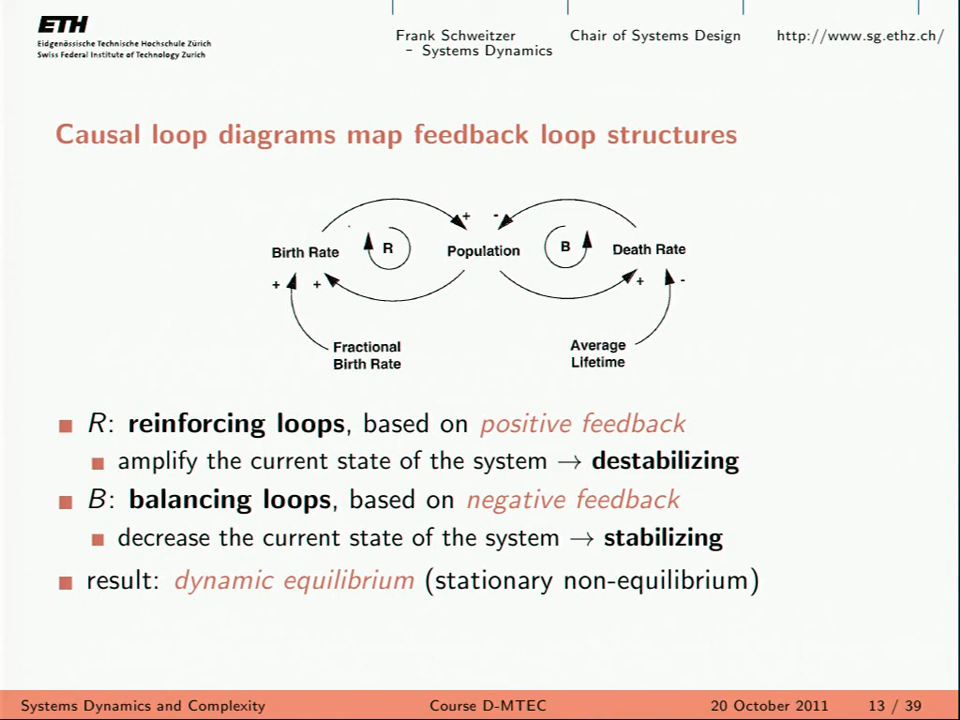 ETH
Eidgenössische Technische Hochschule Zürich
Swiss Federal Institute of Technology Zurich
Frank Schweitzer
– Systems Dynamics
Chair of Systems Design
http://www.sg.ethz.ch/
Causal loop diagrams map feedback loop structures
+ -
Birth Rate R Population B Death Rate
+ + + -
Fractional
Birth Rate
Average
Lifetime
R: reinforcing loops, based on positive feedback
amplify the current state of the system → destabilizing
B: balancing loops, based on negative feedback
decrease the current state of the system → stabilizing
result: dynamic equilibrium (stationary non-equilibrium)
Systems Dynamics and Complexity Course D-MTEC 20 October 2011 13 / 39